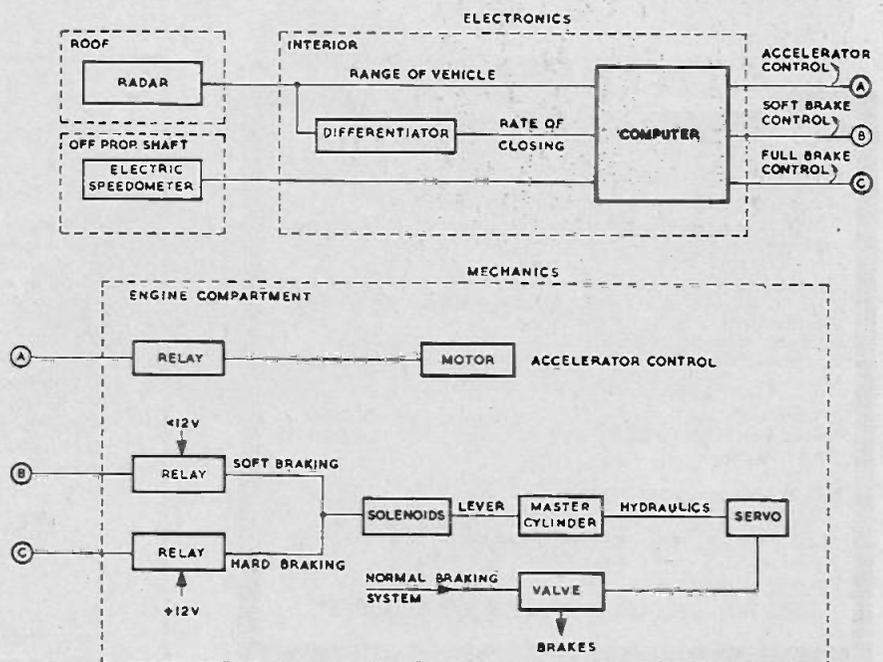 ELECTRONICS
ROOF
RADAR
OFF PROP. SHAFT
ELECTRIC
SPEEDOMETER
INTERIOR
RANGE OF VEHICLE
DIFFERENTIATOR
RATE OF
CLOSING
COMPUTER
ACCELERATOR
CONTROL
A
SOFT BRAKE
CONTROL
B
FULL BRAKE
CONTROL
C
MECHANICS
ENGINE COMPARTMENT
A
RELAY
MOTOR
ACCELERATOR CONTROL
<12V
B
RELAY
SOFT BRAKING
SOLENOIDS
LEVER
MASTER
CYLINDER
HYDRAULICS
SERVO
C
RELAY
HARD BRAKING
+12V
NORMAL BRAKING
SYSTEM
VALVE
BRAKES